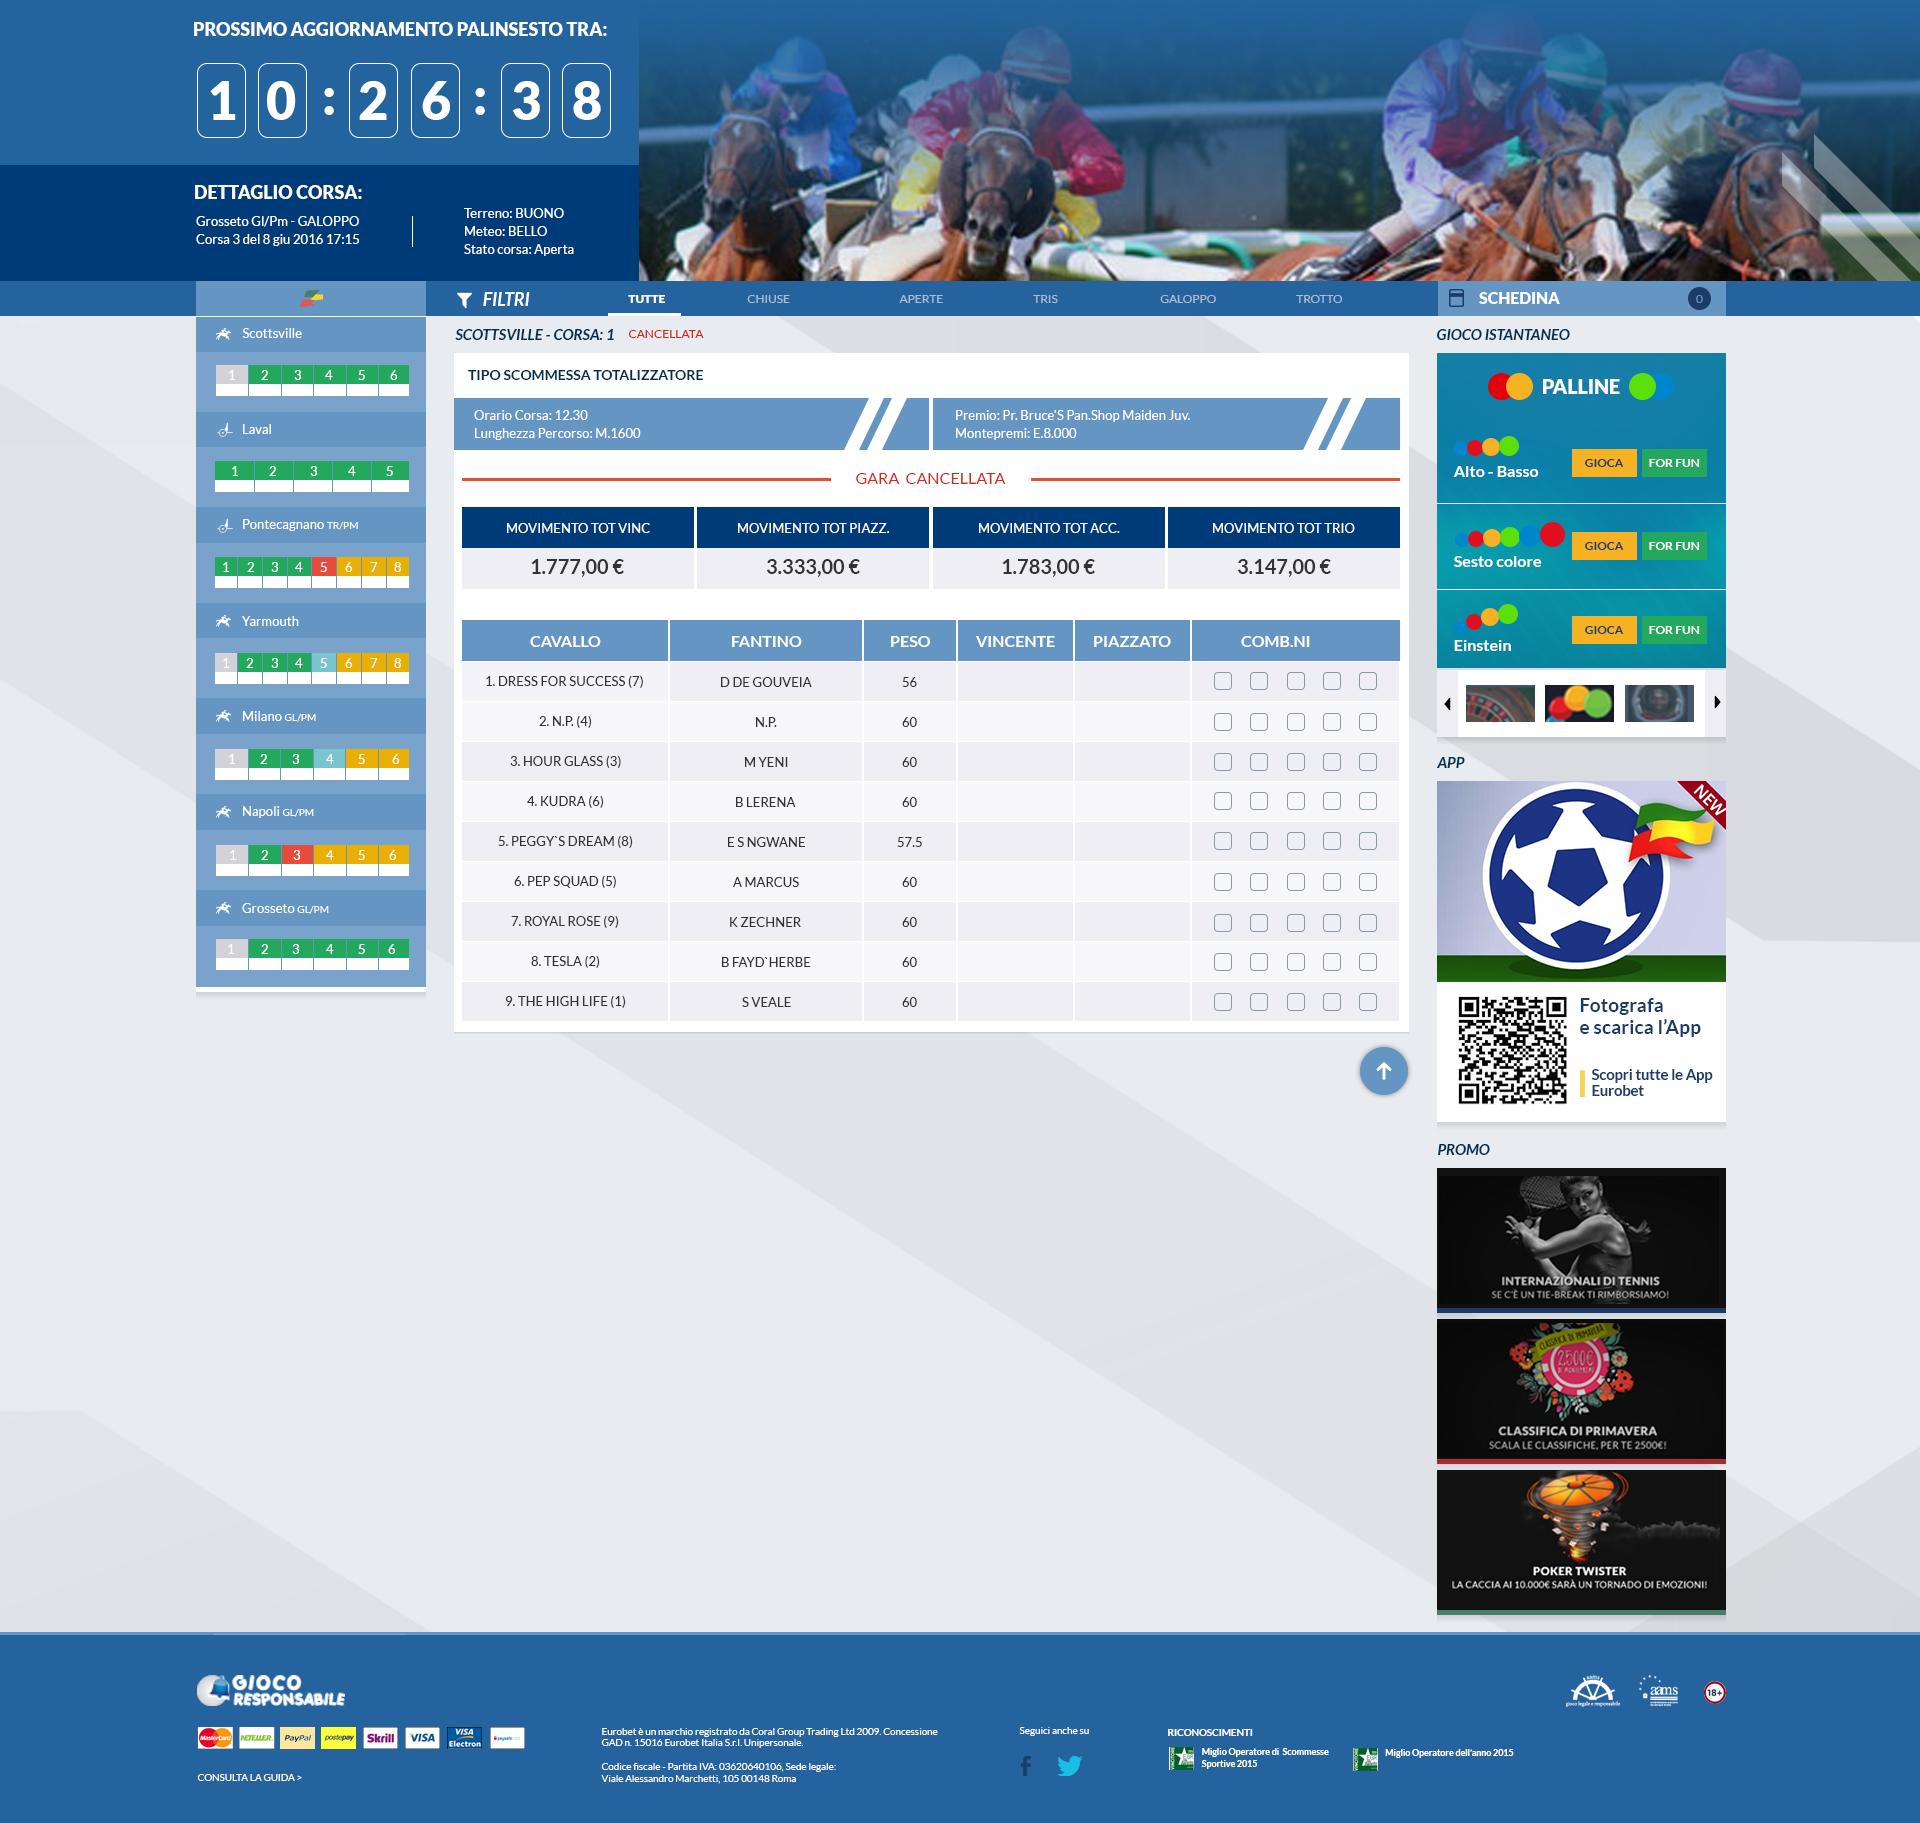 PROSSIMO AGGIORNAMENTO PALINSESTO TRA:
10 : 26 : 38
DETTAGLIO CORSA:
Grosseto Gl/Pm - GALOPPO
Corsa 3 del 8 giu 2016 17:15
Terreno: BUONO
Meteo: BELLO
Stato corsa: Aperta
FILTRI TUTTE CHIUSE APERTE TRIS GALOPPO TROTTO
SCHEDINA 0
Scottsville
1 2 3 4 5 6
Laval
1 2 3 4 5
Pontecagnano TR/PM
1 2 3 4 5 6 7 8
Yarmouth
1 2 3 4 5 6 7 8
Milano GL/PM
1 2 3 4 5 6
Napoli GL/PM
1 2 3 4 5 6
Grosseto GL/PM
1 2 3 4 5 6
SCOTTSVILLE - CORSA: 1 CANCELLATA
TIPO SCOMMESSA TOTALIZZATORE
Orario Corsa: 12.30
Lunghezza Percorso: M.1600
Premio: Pr. Bruce'S Pan.Shop Maiden Juv.
Montepremi: E.8.000
GARA CANCELLATA
MOVIMENTO TOT VINC MOVIMENTO TOT PIAZZ. MOVIMENTO TOT ACC. MOVIMENTO TOT TRIO
1.777,00 € 3.333,00 € 1.783,00 € 3.147,00 €
CAVALLO FANTINO PESO VINCENTE PIAZZATO COMB.NI
1. DRESS FOR SUCCESS (7) D DE GOUVEIA 56
2. N.P. (4) N.P. 60
3. HOUR GLASS (3) M YENI 60
4. KUDRA (6) B LERENA 60
5. PEGGY`S DREAM (8) E S NGWANE 57.5
6. PEP SQUAD (5) A MARCUS 60
7. ROYAL ROSE (9) K ZECHNER 60
8. TESLA (2) B FAYD`HERBE 60
9. THE HIGH LIFE (1) S VEALE 60
GIOCO ISTANTANEO
PALLINE
Alto - Basso GIOCA FOR FUN
Sesto colore GIOCA FOR FUN
Einstein GIOCA FOR FUN
APP
NEW
Fotografa
e scarica l'App
Scopri tutte le App
Eurobet
PROMO
INTERNAZIONALI DI TENNIS
SE C'È UN TIE-BREAK TI RIMBORSIAMO!
CLASSIFICA DI PRIMAVERA
2500€
DI MONTEPREMI
CLASSIFICA DI PRIMAVERA
SCALA LE CLASSIFICHE, PER TE 2500€!
POKER TWISTER
LA CACCIA AI 10.000€ SARÀ UN TORNADO DI EMOZIONI!
GIOCO
RESPONSABILE
MasterCard NETELLER PayPal postepay Skrill VISA VISA Electron paysafecard
CONSULTA LA GUIDA >
Eurobet è un marchio registrato da Coral Group Trading Ltd 2009. Concessione
GAD n. 15016 Eurobet Italia S.r.l. Unipersonale.
Codice fiscale - Partita IVA: 03620640106, Sede legale:
Viale Alessandro Marchetti, 105 00148 Roma
Seguici anche su
RICONOSCIMENTI
Miglio Operatore di Scommesse
Sportive 2015
Miglio Operatore dell'anno 2015
gioco legale e responsabile
aams
18+